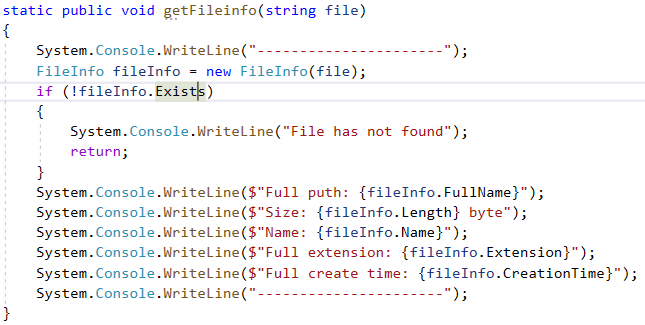 static public void getFileinfo(string file)
{
System.Console.WriteLine("----------------------");
FileInfo fileInfo = new FileInfo(file);
if (!fileInfo.Exists)
{
System.Console.WriteLine("File has not found");
return;
}
System.Console.WriteLine($"Full puth: {fileInfo.FullName}");
System.Console.WriteLine($"Size: {fileInfo.Length} byte");
System.Console.WriteLine($"Name: {fileInfo.Name}");
System.Console.WriteLine($"Full extension: {fileInfo.Extension}");
System.Console.WriteLine($"Full create time: {fileInfo.CreationTime}");
System.Console.WriteLine("----------------------");
}